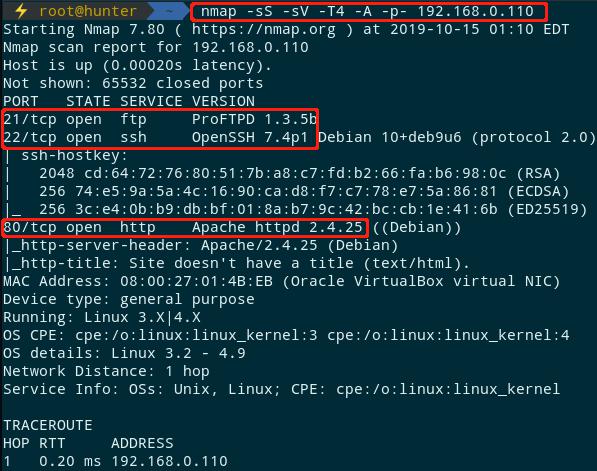 ⚡ root@hunter ~ nmap -sS -sV -T4 -A -p- 192.168.0.110
Starting Nmap 7.80 ( https://nmap.org ) at 2019-10-15 01:10 EDT
Nmap scan report for 192.168.0.110
Host is up (0.00020s latency).
Not shown: 65532 closed ports
PORT   STATE SERVICE VERSION
21/tcp open  ftp     ProFTPD 1.3.5b
22/tcp open  ssh     OpenSSH 7.4p1 Debian 10+deb9u6 (protocol 2.0)
| ssh-hostkey:
|   2048 cd:64:72:76:80:51:7b:a8:c7:fd:b2:66:fa:b6:98:0c (RSA)
|   256 74:e5:9a:5a:4c:16:90:ca:d8:f7:c7:78:e7:5a:86:81 (ECDSA)
|_  256 3c:e4:0b:b9:db:bf:01:8a:b7:9c:42:bc:cb:1e:41:6b (ED25519)
80/tcp open  http    Apache httpd 2.4.25 ((Debian))
|_http-server-header: Apache/2.4.25 (Debian)
|_http-title: Site doesn't have a title (text/html).
MAC Address: 08:00:27:01:4B:EB (Oracle VirtualBox virtual NIC)
Device type: general purpose
Running: Linux 3.X|4.X
OS CPE: cpe:/o:linux:linux_kernel:3 cpe:/o:linux:linux_kernel:4
OS details: Linux 3.2 - 4.9
Network Distance: 1 hop
Service Info: OSs: Unix, Linux; CPE: cpe:/o:linux:linux_kernel
TRACEROUTE
HOP RTT     ADDRESS
1   0.20 ms 192.168.0.110